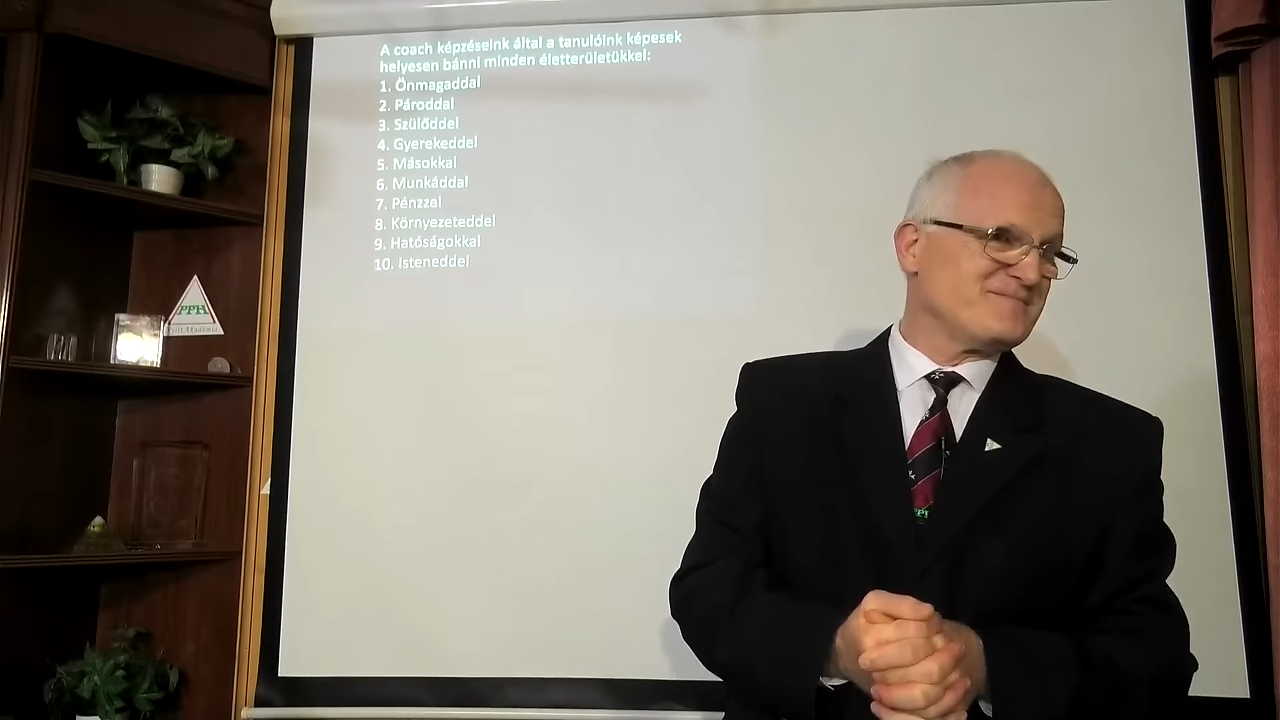 A coach képzéseink által a tanulóink képesek
helyesen bánni minden életterületükkel:
1. Önmagaddal
2. Pároddal
3. Szülőddel
4. Gyerekeddel
5. Másokkal
6. Munkáddal
7. Pénzzel
8. Környezeteddel
9. Hatóságokkal
10. Isteneddel
PPH